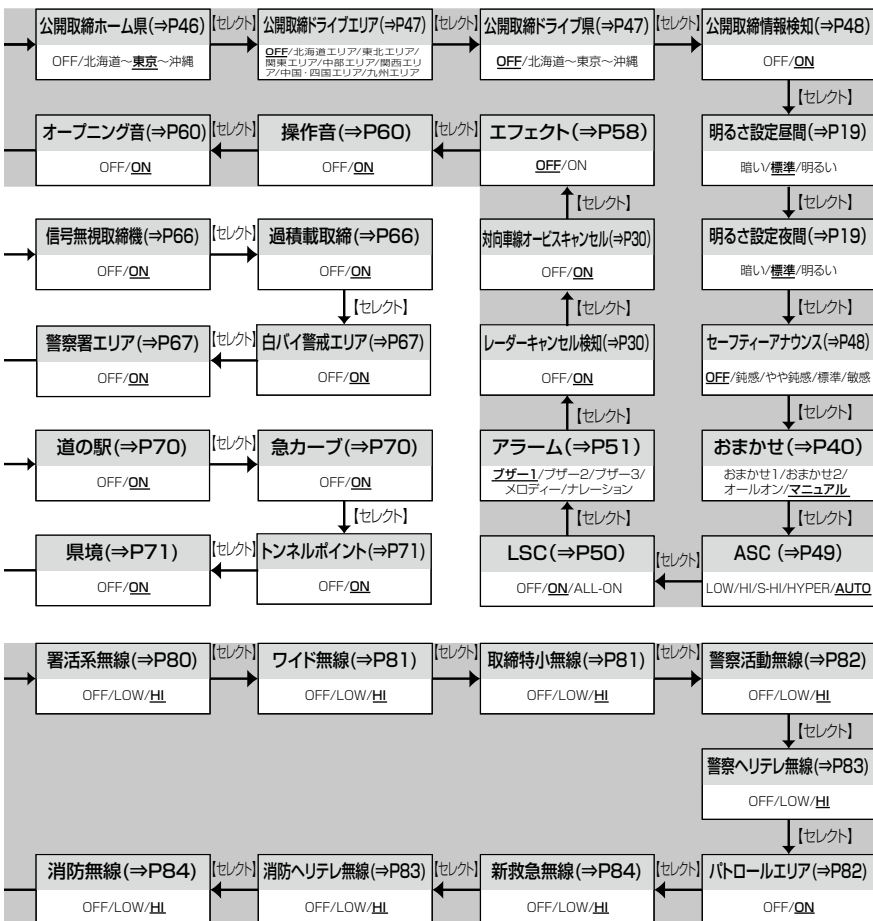 公開取締ホーム県(⇒P46)
OFF/北海道～東京～沖縄
【セレクト】
公開取締ドライブエリア(⇒P47)
OFF/北海道エリア/東北エリア/
関東エリア/中部エリア/関西エリ
ア/中国・四国エリア/九州エリア
【セレクト】
公開取締ドライブ県(⇒P47)
OFF/北海道～東京～沖縄
【セレクト】
公開取締情報検知(⇒P48)
OFF/ON
【セレクト】
オープニング音(⇒P60)
OFF/ON
【セレクト】
操作音(⇒P60)
OFF/ON
【セレクト】
エフェクト(⇒P58)
OFF/ON
明るさ設定昼間(⇒P19)
暗い/標準/明るい
【セレクト】
【セレクト】
信号無視取締機(⇒P66)
OFF/ON
【セレクト】
過積載取締(⇒P66)
OFF/ON
対向車線オービスキャンセル(⇒P30)
OFF/ON
明るさ設定夜間(⇒P19)
暗い/標準/明るい
【セレクト】
【セレクト】
【セレクト】
警察署エリア(⇒P67)
OFF/ON
【セレクト】
白バイ警戒エリア(⇒P67)
OFF/ON
レーダーキャンセル検知(⇒P30)
OFF/ON
セーフティーアナウンス(⇒P48)
OFF/鈍感/やや鈍感/標準/敏感
【セレクト】
【セレクト】
道の駅(⇒P70)
OFF/ON
【セレクト】
急カーブ(⇒P70)
OFF/ON
アラーム(⇒P51)
ブザー1/ブザー2/ブザー3/
メロディー/ナレーション
おまかせ(⇒P40)
おまかせ1/おまかせ2/
オールオン/マニュアル
【セレクト】
【セレクト】
【セレクト】
県境(⇒P71)
OFF/ON
【セレクト】
トンネルポイント(⇒P71)
OFF/ON
LSC(⇒P50)
OFF/ON/ALL-ON
【セレクト】
ASC (⇒P49)
LOW/HI/S-HI/HYPER/AUTO
署活系無線(⇒P80)
OFF/LOW/HI
【セレクト】
ワイド無線(⇒P81)
OFF/LOW/HI
【セレクト】
取締特小無線(⇒P81)
OFF/LOW/HI
【セレクト】
警察活動無線(⇒P82)
OFF/LOW/HI
【セレクト】
警察ヘリテレ無線(⇒P83)
OFF/LOW/HI
【セレクト】
消防無線(⇒P84)
OFF/LOW/HI
【セレクト】
消防ヘリテレ無線(⇒P83)
OFF/LOW/HI
【セレクト】
新救急無線(⇒P84)
OFF/LOW/HI
【セレクト】
パトロールエリア(⇒P82)
OFF/ON